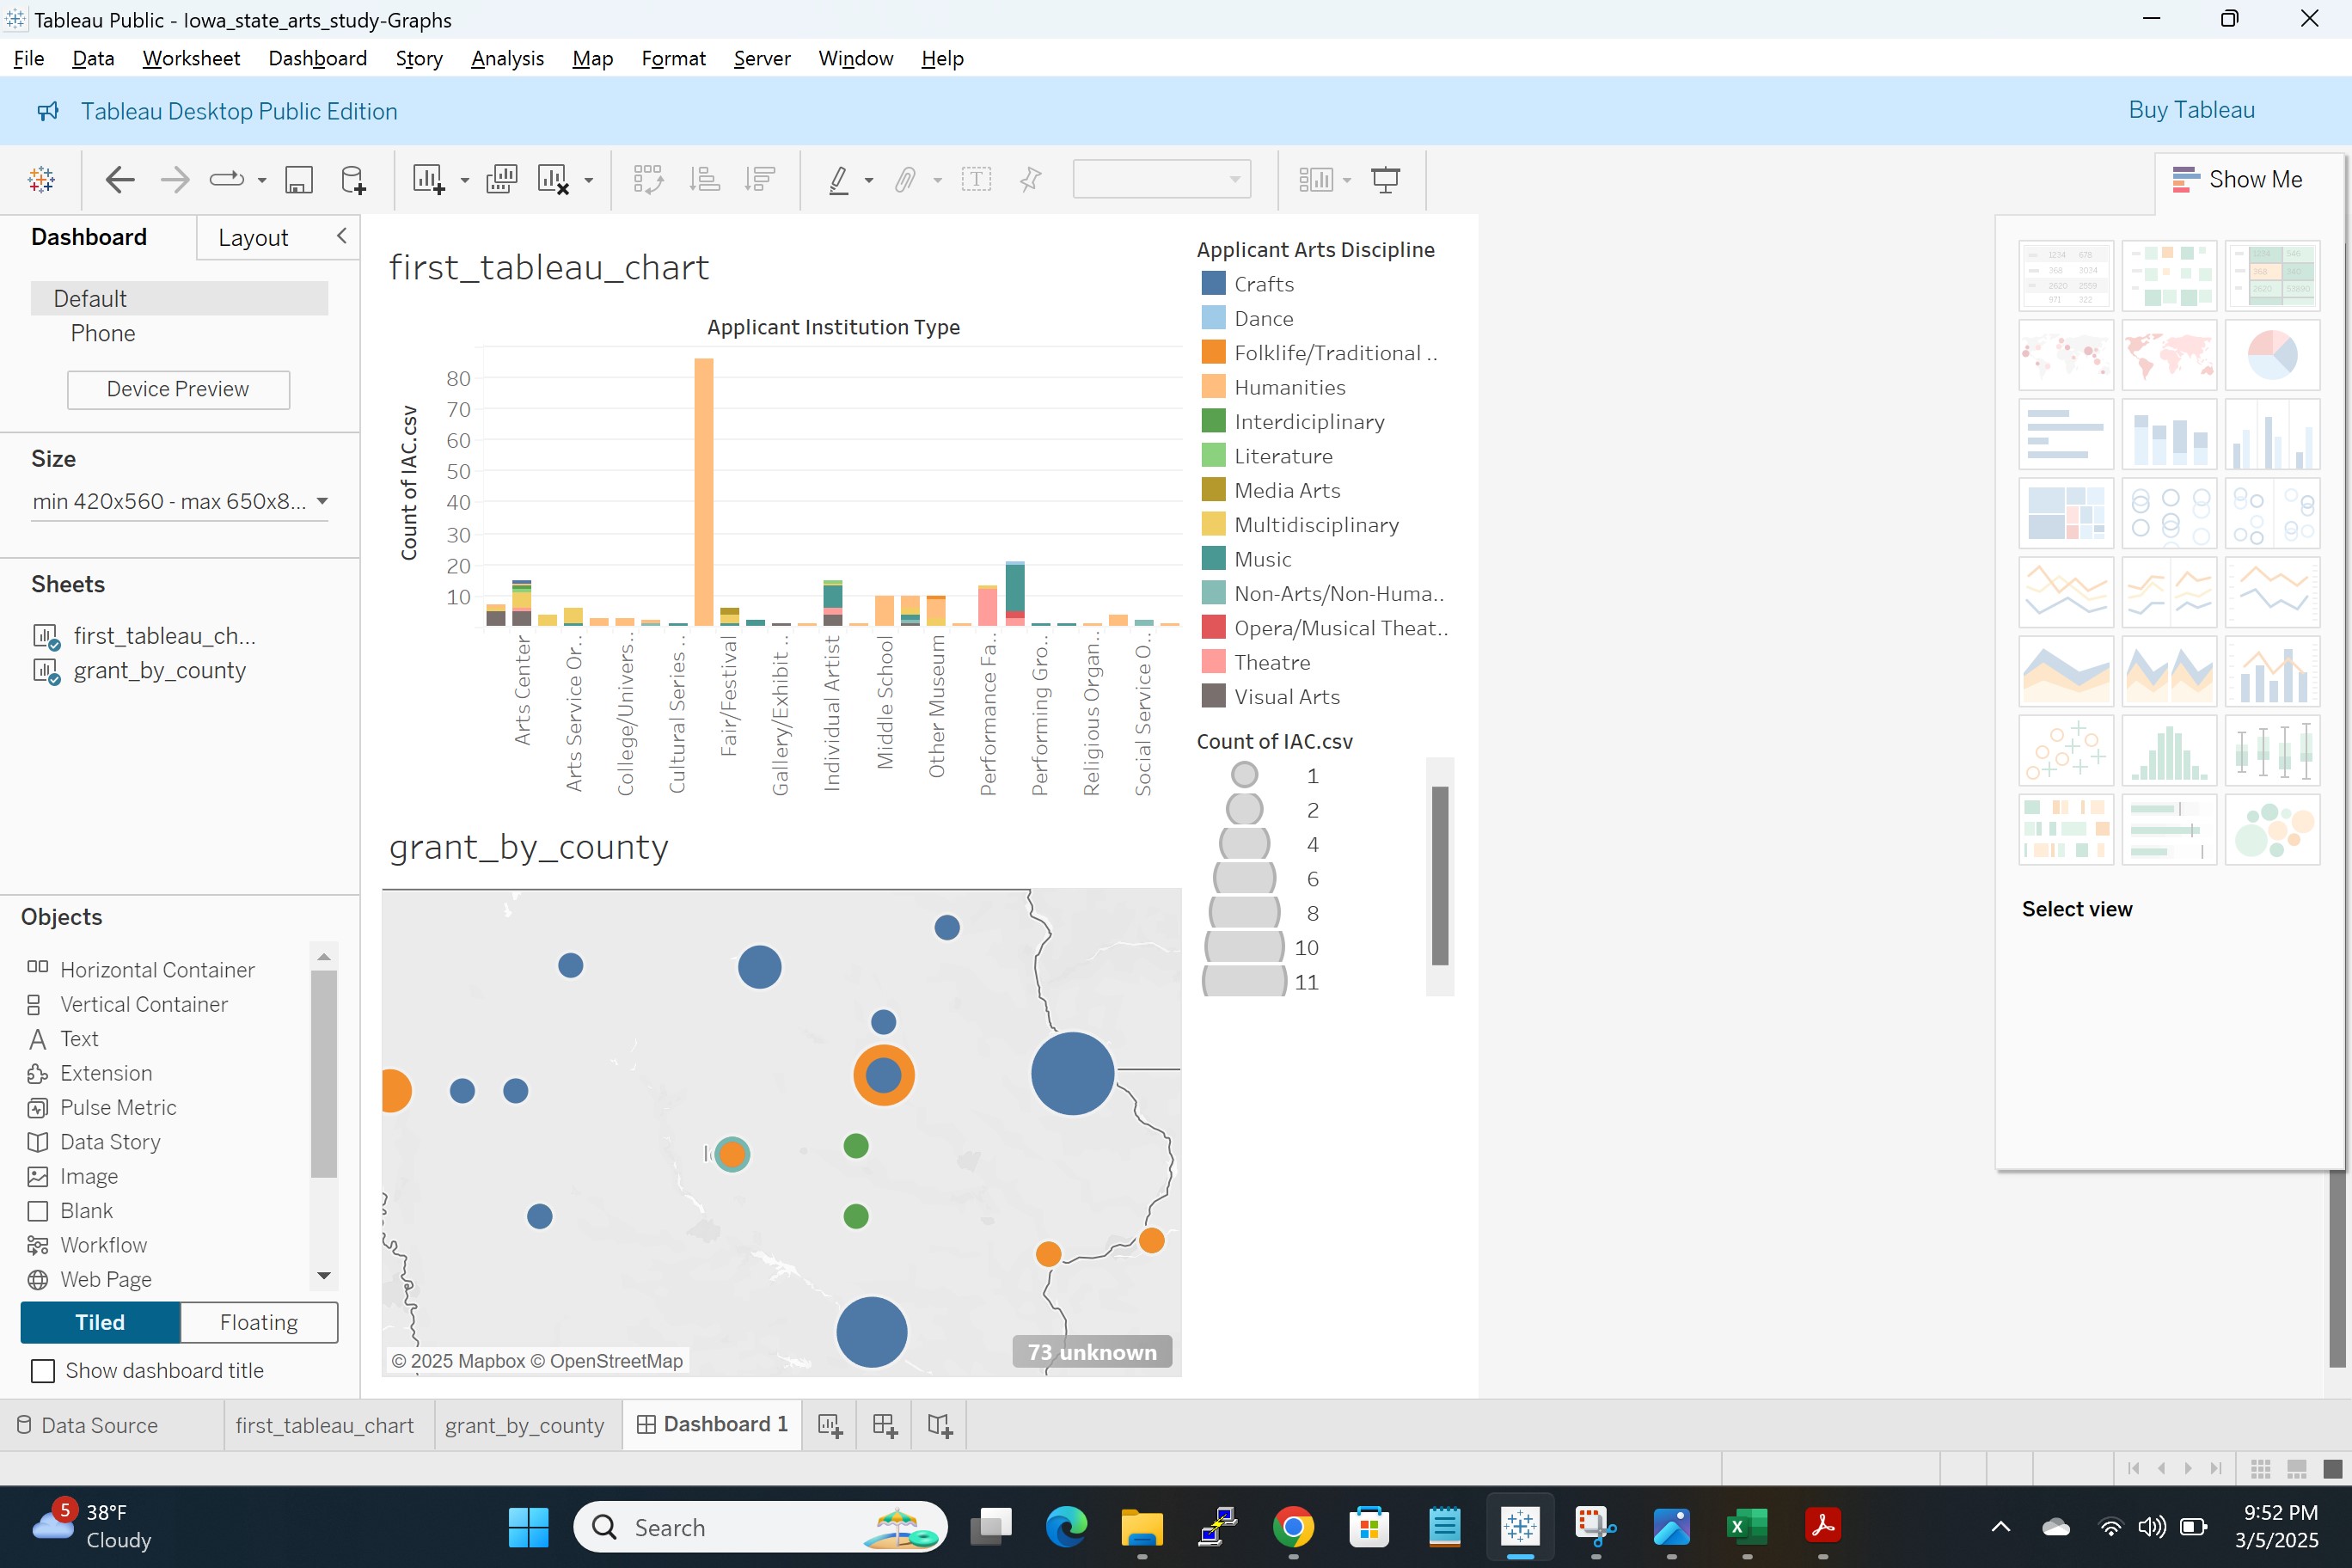 Tableau Public - Iowa_state_arts_study-Graphs
File Data Worksheet Dashboard Story Analysis Map Format Server Window Help
Tableau Desktop Public Edition
Buy Tableau
Show Me
Dashboard
Layout
Default
Phone
Device Preview
Size
min 420x560 - max 650x8...
Sheets
first_tableau_ch...
grant_by_county
Objects
Horizontal Container
Vertical Container
Text
Extension
Pulse Metric
Data Story
Image
Blank
Workflow
Web Page
Tiled
Floating
Show dashboard title
first_tableau_chart
Applicant Institution Type
Count of IAC.csv
80
70
60
50
40
30
20
10
Arts Center
Arts Service Or..
College/Univers..
Cultural Series ..
Fair/Festival
Gallery/Exhibit ..
Individual Artist
Middle School
Other Museum
Performance Fa..
Performing Gro..
Religious Organ..
Social Service O..
Applicant Arts Discipline
Crafts
Dance
Folklife/Traditional ..
Humanities
Interdiciplinary
Literature
Media Arts
Multidisciplinary
Music
Non-Arts/Non-Huma..
Opera/Musical Theat..
Theatre
Visual Arts
Count of IAC.csv
1
2
4
6
8
10
11
grant_by_county
© 2025 Mapbox © OpenStreetMap
73 unknown
Select view
Data Source
first_tableau_chart
grant_by_county
Dashboard 1
5
38°F
Cloudy
Search
9:52 PM
3/5/2025